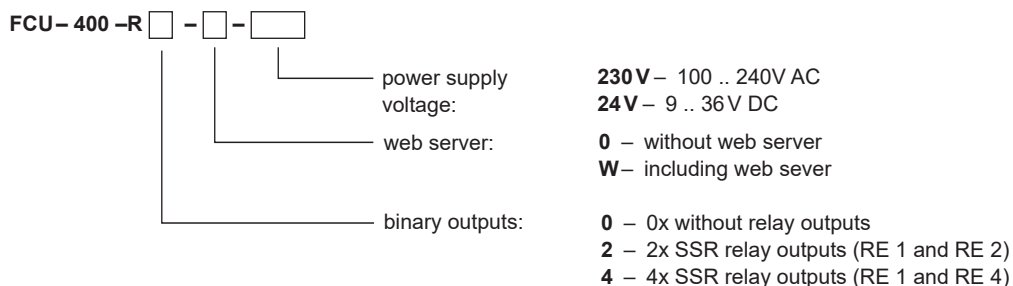 FCU– 400 –R – –
power supply 230 V – 100 .. 240V AC
voltage: 24 V – 9 .. 36 V DC
web server: 0 – without web server
W – including web sever
binary outputs: 0 – 0x without relay outputs
2 – 2x SSR relay outputs (RE 1 and RE 2)
4 – 4x SSR relay outputs (RE 1 and RE 4)